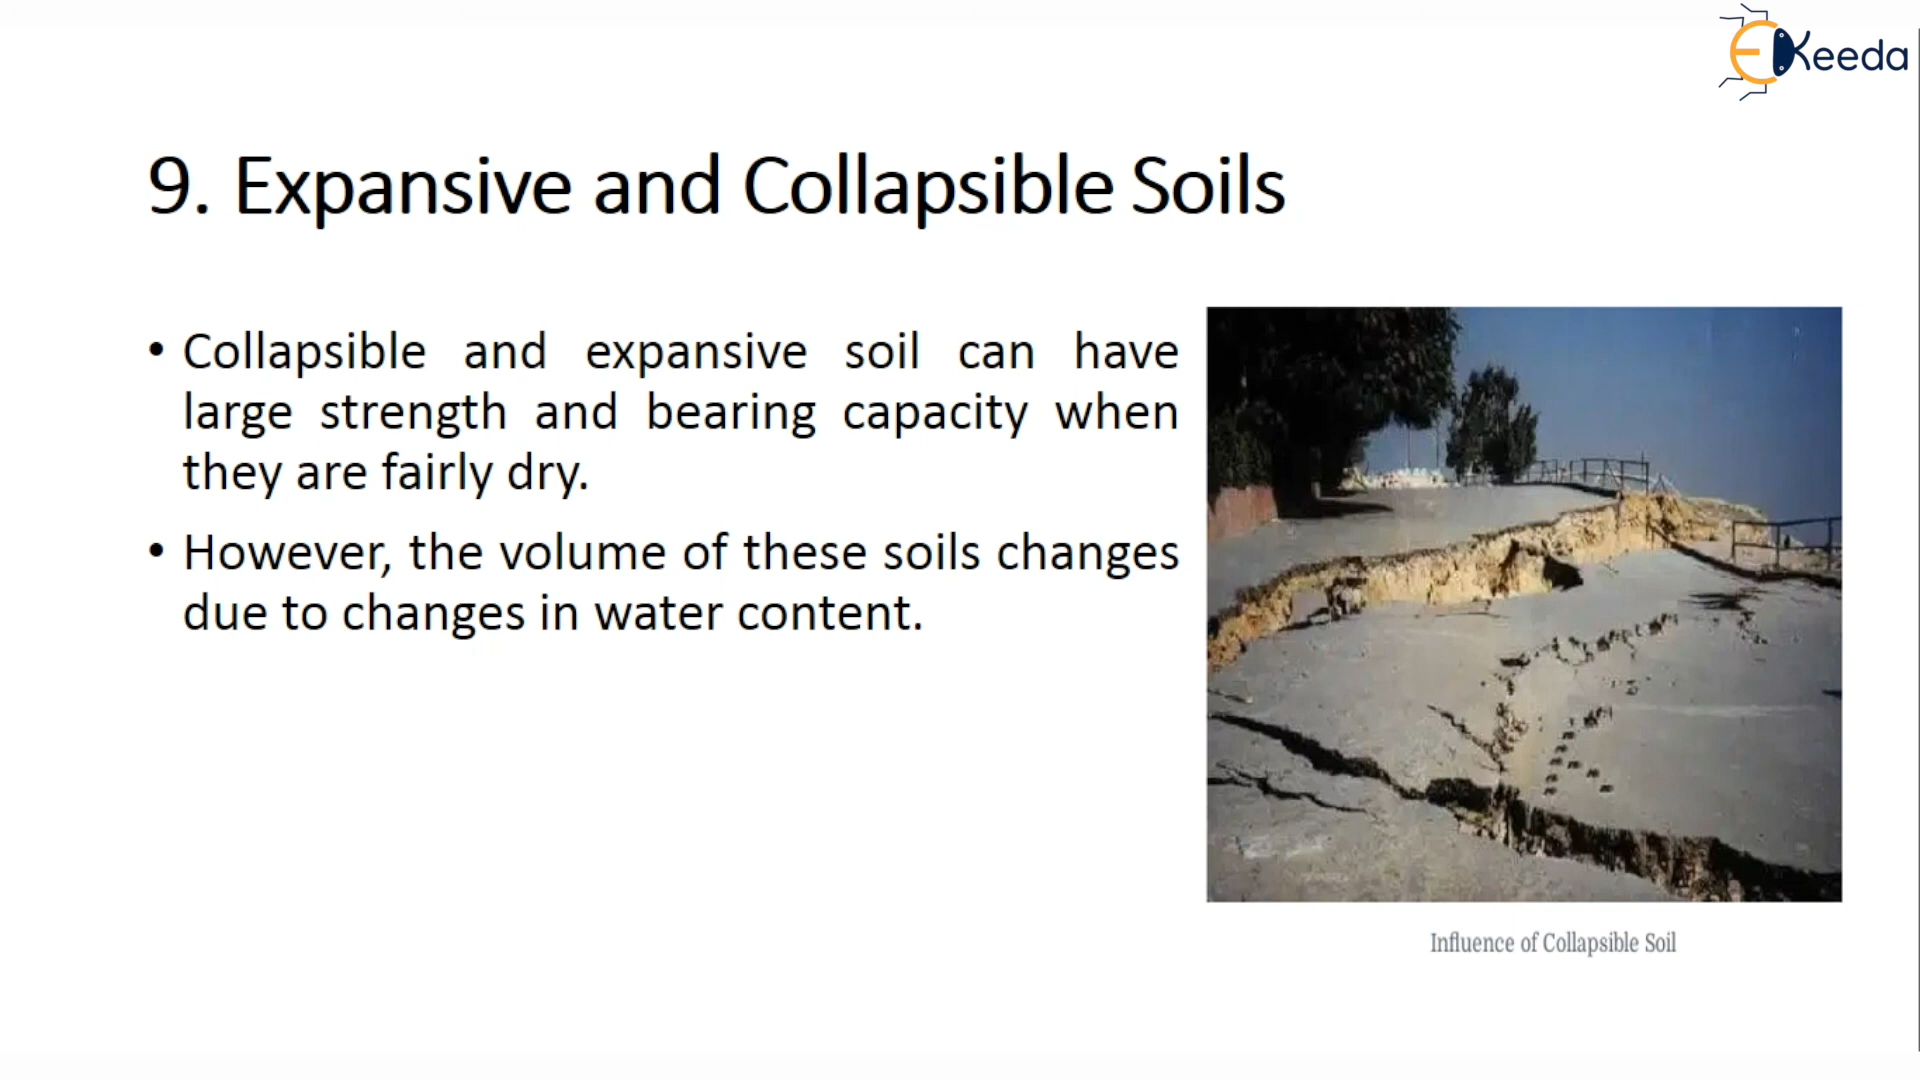 EKeeda
9. Expansive and Collapsible Soils
• Collapsible and expansive soil can have
large strength and bearing capacity when
they are fairly dry.
• However, the volume of these soils changes
due to changes in water content.
Influence of Collapsible Soil